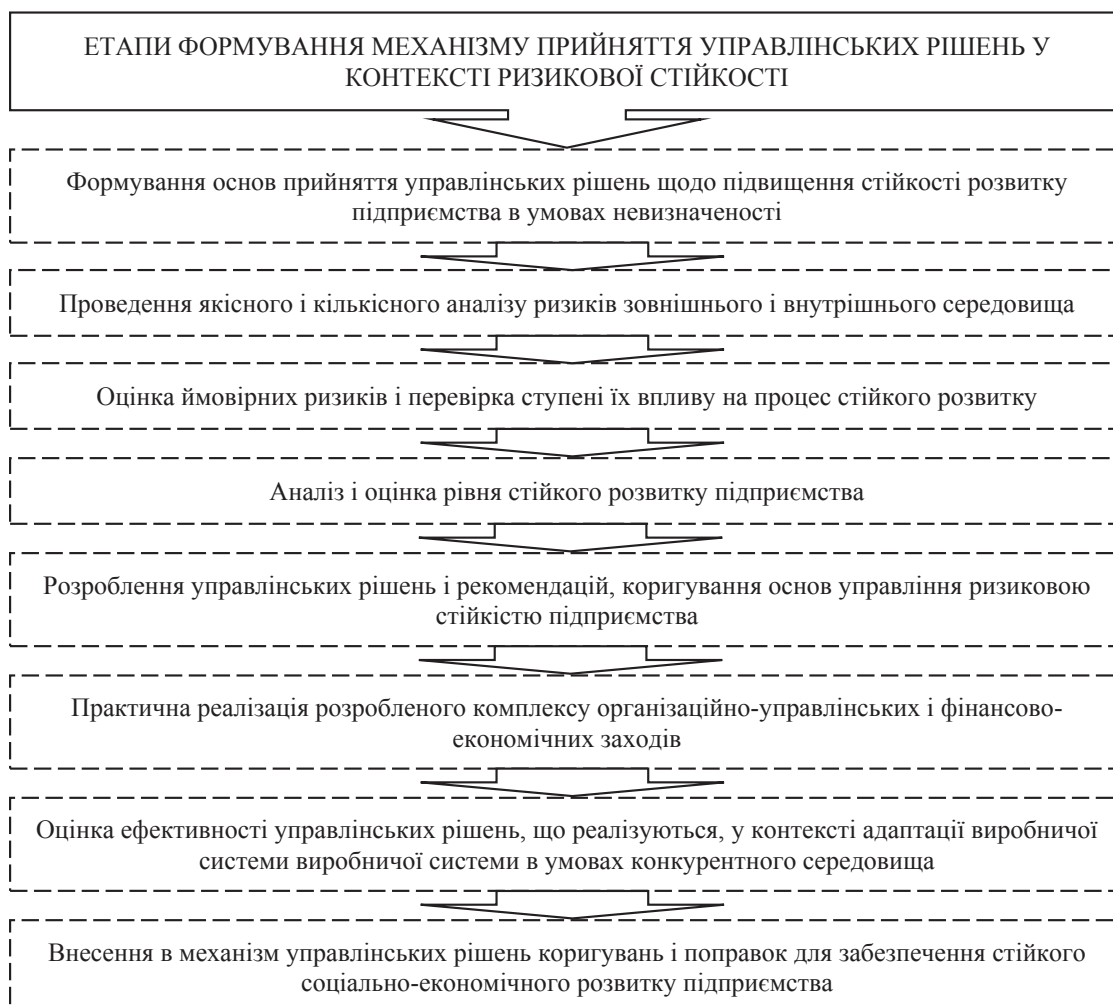 ЕТАПИ ФОРМУВАННЯ МЕХАНІЗМУ ПРИЙНЯТТЯ УПРАВЛІНСЬКИХ РІШЕНЬ У
КОНТЕКСТІ РИЗИКОВОЇ СТІЙКОСТІ
Формування основ прийняття управлінських рішень щодо підвищення стійкості розвитку
підприємства в умовах невизначеності
Проведення якісного і кількісного аналізу ризиків зовнішнього і внутрішнього середовища
Оцінка ймовірних ризиків і перевірка ступені їх впливу на процес стійкого розвитку
Аналіз і оцінка рівня стійкого розвитку підприємства
Розроблення управлінських рішень і рекомендацій, коригування основ управління ризиковою
стійкістю підприємства
Практична реалізація розробленого комплексу організаційно-управлінських і фінансово-
економічних заходів
Оцінка ефективності управлінських рішень, що реалізуються, у контексті адаптації виробничої
системи виробничої системи в умовах конкурентного середовища
Внесення в механізм управлінських рішень коригувань і поправок для забезпечення стійкого
соціально-економічного розвитку підприємства